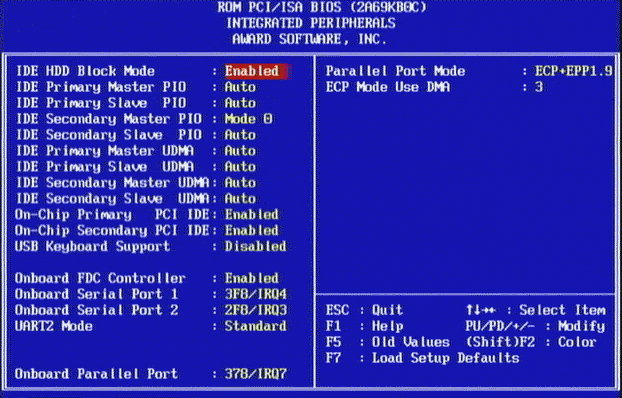 ROM PCI/ISA BIOS (2A69KB0C)
INTEGRATED PERIPHERALS
AWARD SOFTWARE, INC.
IDE HDD Block Mode : Enabled
IDE Primary Master PIO : Auto
IDE Primary Slave PIO : Auto
IDE Secondary Master PIO : Mode 0
IDE Secondary Slave PIO : Auto
IDE Primary Master UDMA : Auto
IDE Primary Slave UDMA : Auto
IDE Secondary Master UDMA: Auto
IDE Secondary Slave UDMA: Auto
On-Chip Primary PCI IDE: Enabled
On-Chip Secondary PCI IDE: Enabled
USB Keyboard Support : Disabled
Onboard FDC Controller : Enabled
Onboard Serial Port 1 : 3F8/IRQ4
Onboard Serial Port 2 : 2F8/IRQ3
UART2 Mode : Standard
Onboard Parallel Port : 378/IRQ7
Parallel Port Mode : ECP+EPP1.9
ECP Mode Use DMA : 3
ESC : Quit ↑↓→← : Select Item
F1 : Help PU/PD/+/- : Modify
F5 : Old Values (Shift)F2 : Color
F7 : Load Setup Defaults